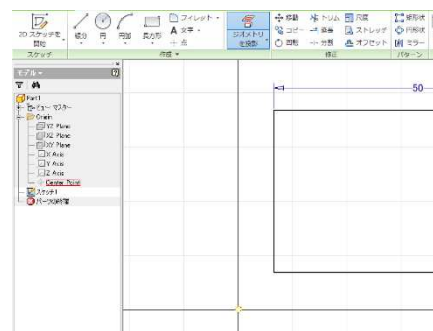 2D スケッチを
開始
線分
円
円弧
長方形
フィレット
A 文字
点
ジオメトリ
を投影
移動
コピー
回転
トリム
延長
分割
尺度
ストレッチ
オフセット
矩形状
円形状
ミラー
スケッチ
作成
修正
パターン
モデル
Part1
ビュー マスター
Origin
YZ Plane
XZ Plane
XY Plane
X Axis
Y Axis
Z Axis
Center Point
スケッチ1
パーツの終端
50